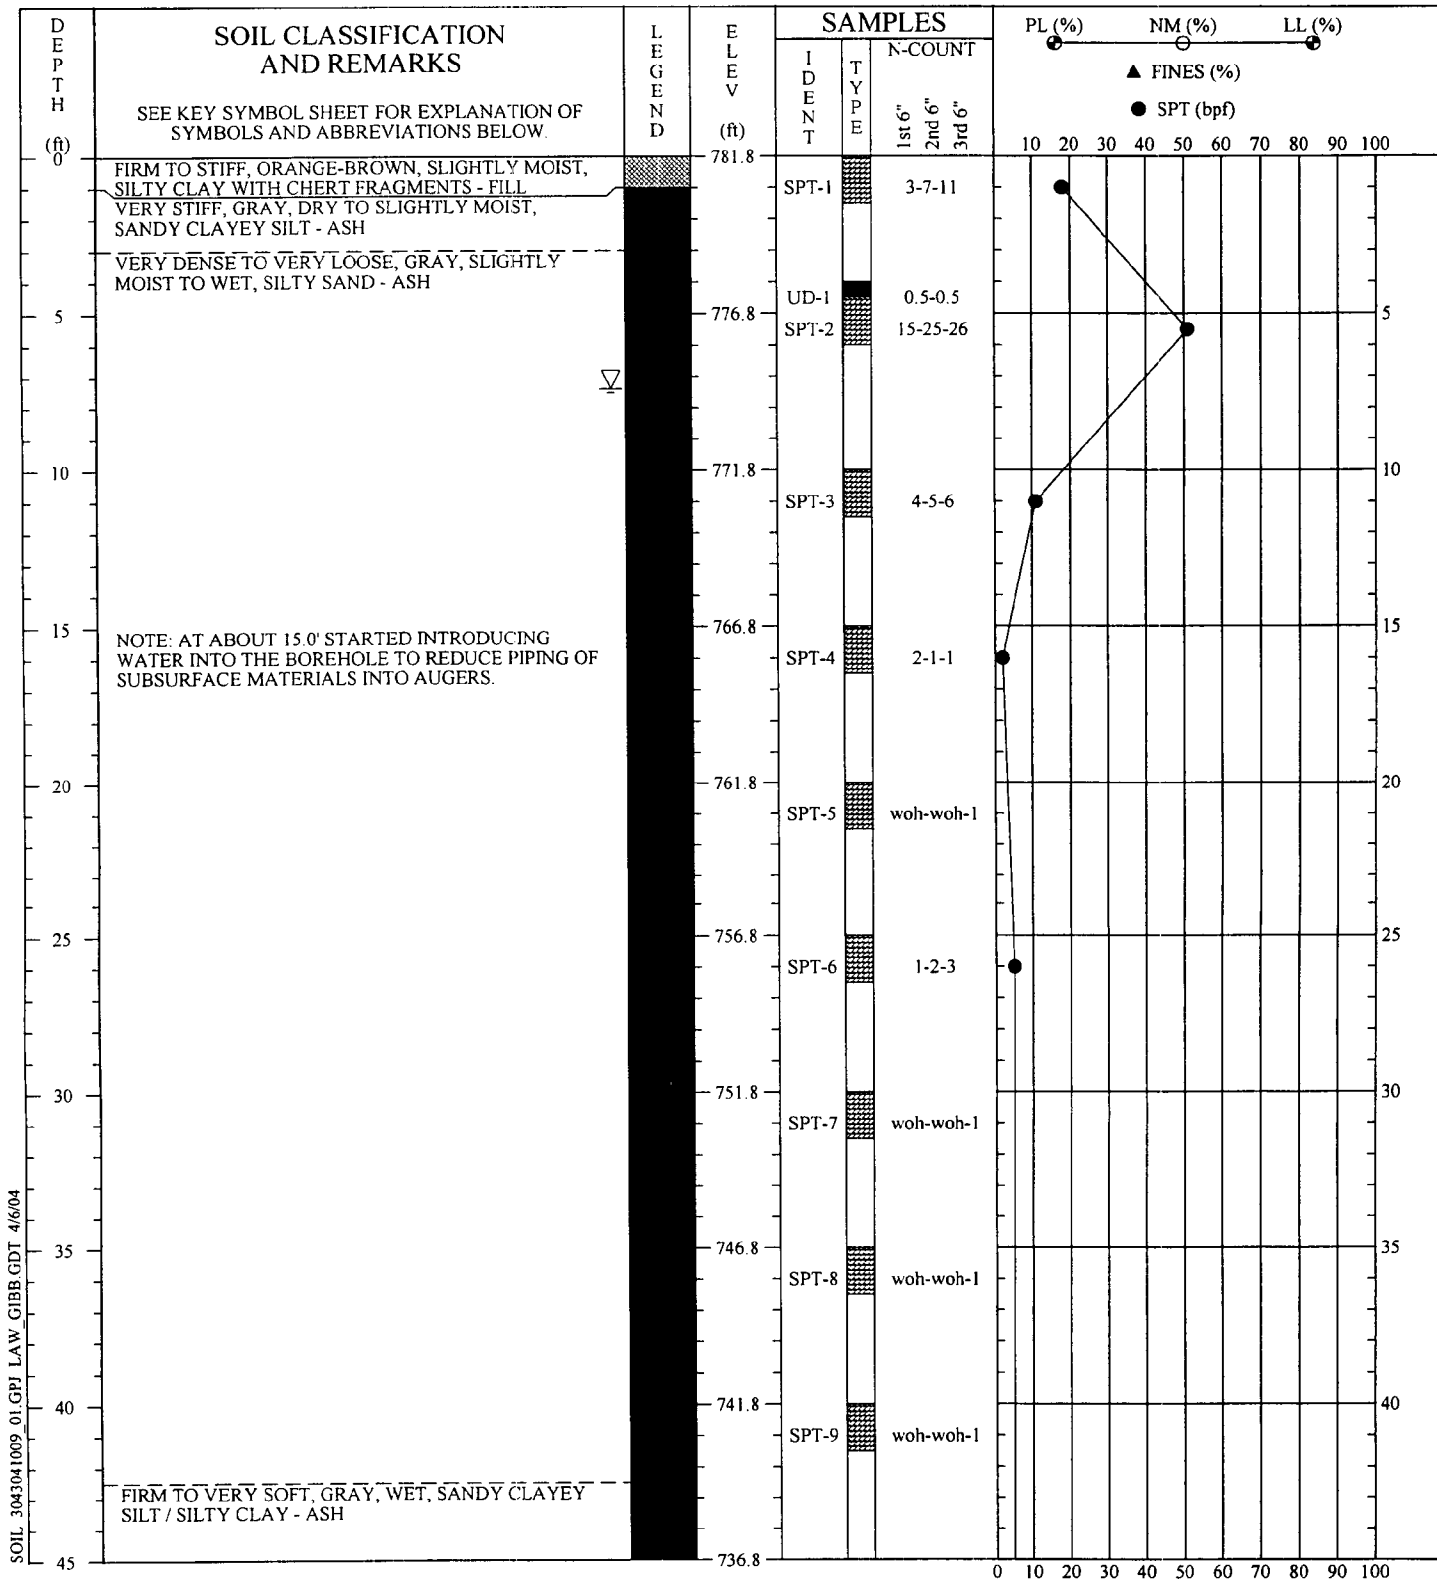 DEPTH
(ft)
SOIL CLASSIFICATION
AND REMARKS
SEE KEY SYMBOL SHEET FOR EXPLANATION OF
SYMBOLS AND ABBREVIATIONS BELOW.
LEGEND
ELEV
(ft)
SAMPLES
IDENT
TYPE
N-COUNT
1st 6"
2nd 6"
3rd 6"
PL (%) NM (%) LL (%)
▲ FINES (%)
● SPT (bpf)
10 20 30 40 50 60 70 80 90 100
0
781.8
FIRM TO STIFF, ORANGE-BROWN, SLIGHTLY MOIST,
SILTY CLAY WITH CHERT FRAGMENTS - FILL
SPT-1 3-7-11
VERY STIFF, GRAY, DRY TO SLIGHTLY MOIST,
SANDY CLAYEY SILT - ASH
VERY DENSE TO VERY LOOSE, GRAY, SLIGHTLY
MOIST TO WET, SILTY SAND - ASH
UD-1 0.5-0.5
5 776.8 5
SPT-2 15-25-26
10 771.8 10
SPT-3 4-5-6
15 766.8 15
NOTE: AT ABOUT 15.0' STARTED INTRODUCING
WATER INTO THE BOREHOLE TO REDUCE PIPING OF
SUBSURFACE MATERIALS INTO AUGERS.
SPT-4 2-1-1
20 761.8 20
SPT-5 woh-woh-1
25 756.8 25
SPT-6 1-2-3
30 751.8 30
SPT-7 woh-woh-1
35 746.8 35
SPT-8 woh-woh-1
40 741.8 40
SPT-9 woh-woh-1
FIRM TO VERY SOFT, GRAY, WET, SANDY CLAYEY
SILT / SILTY CLAY - ASH
45 736.8
0 10 20 30 40 50 60 70 80 90 100
SOIL 3043041009_01.GPJ LAW_GIBB.GDT 4/6/04